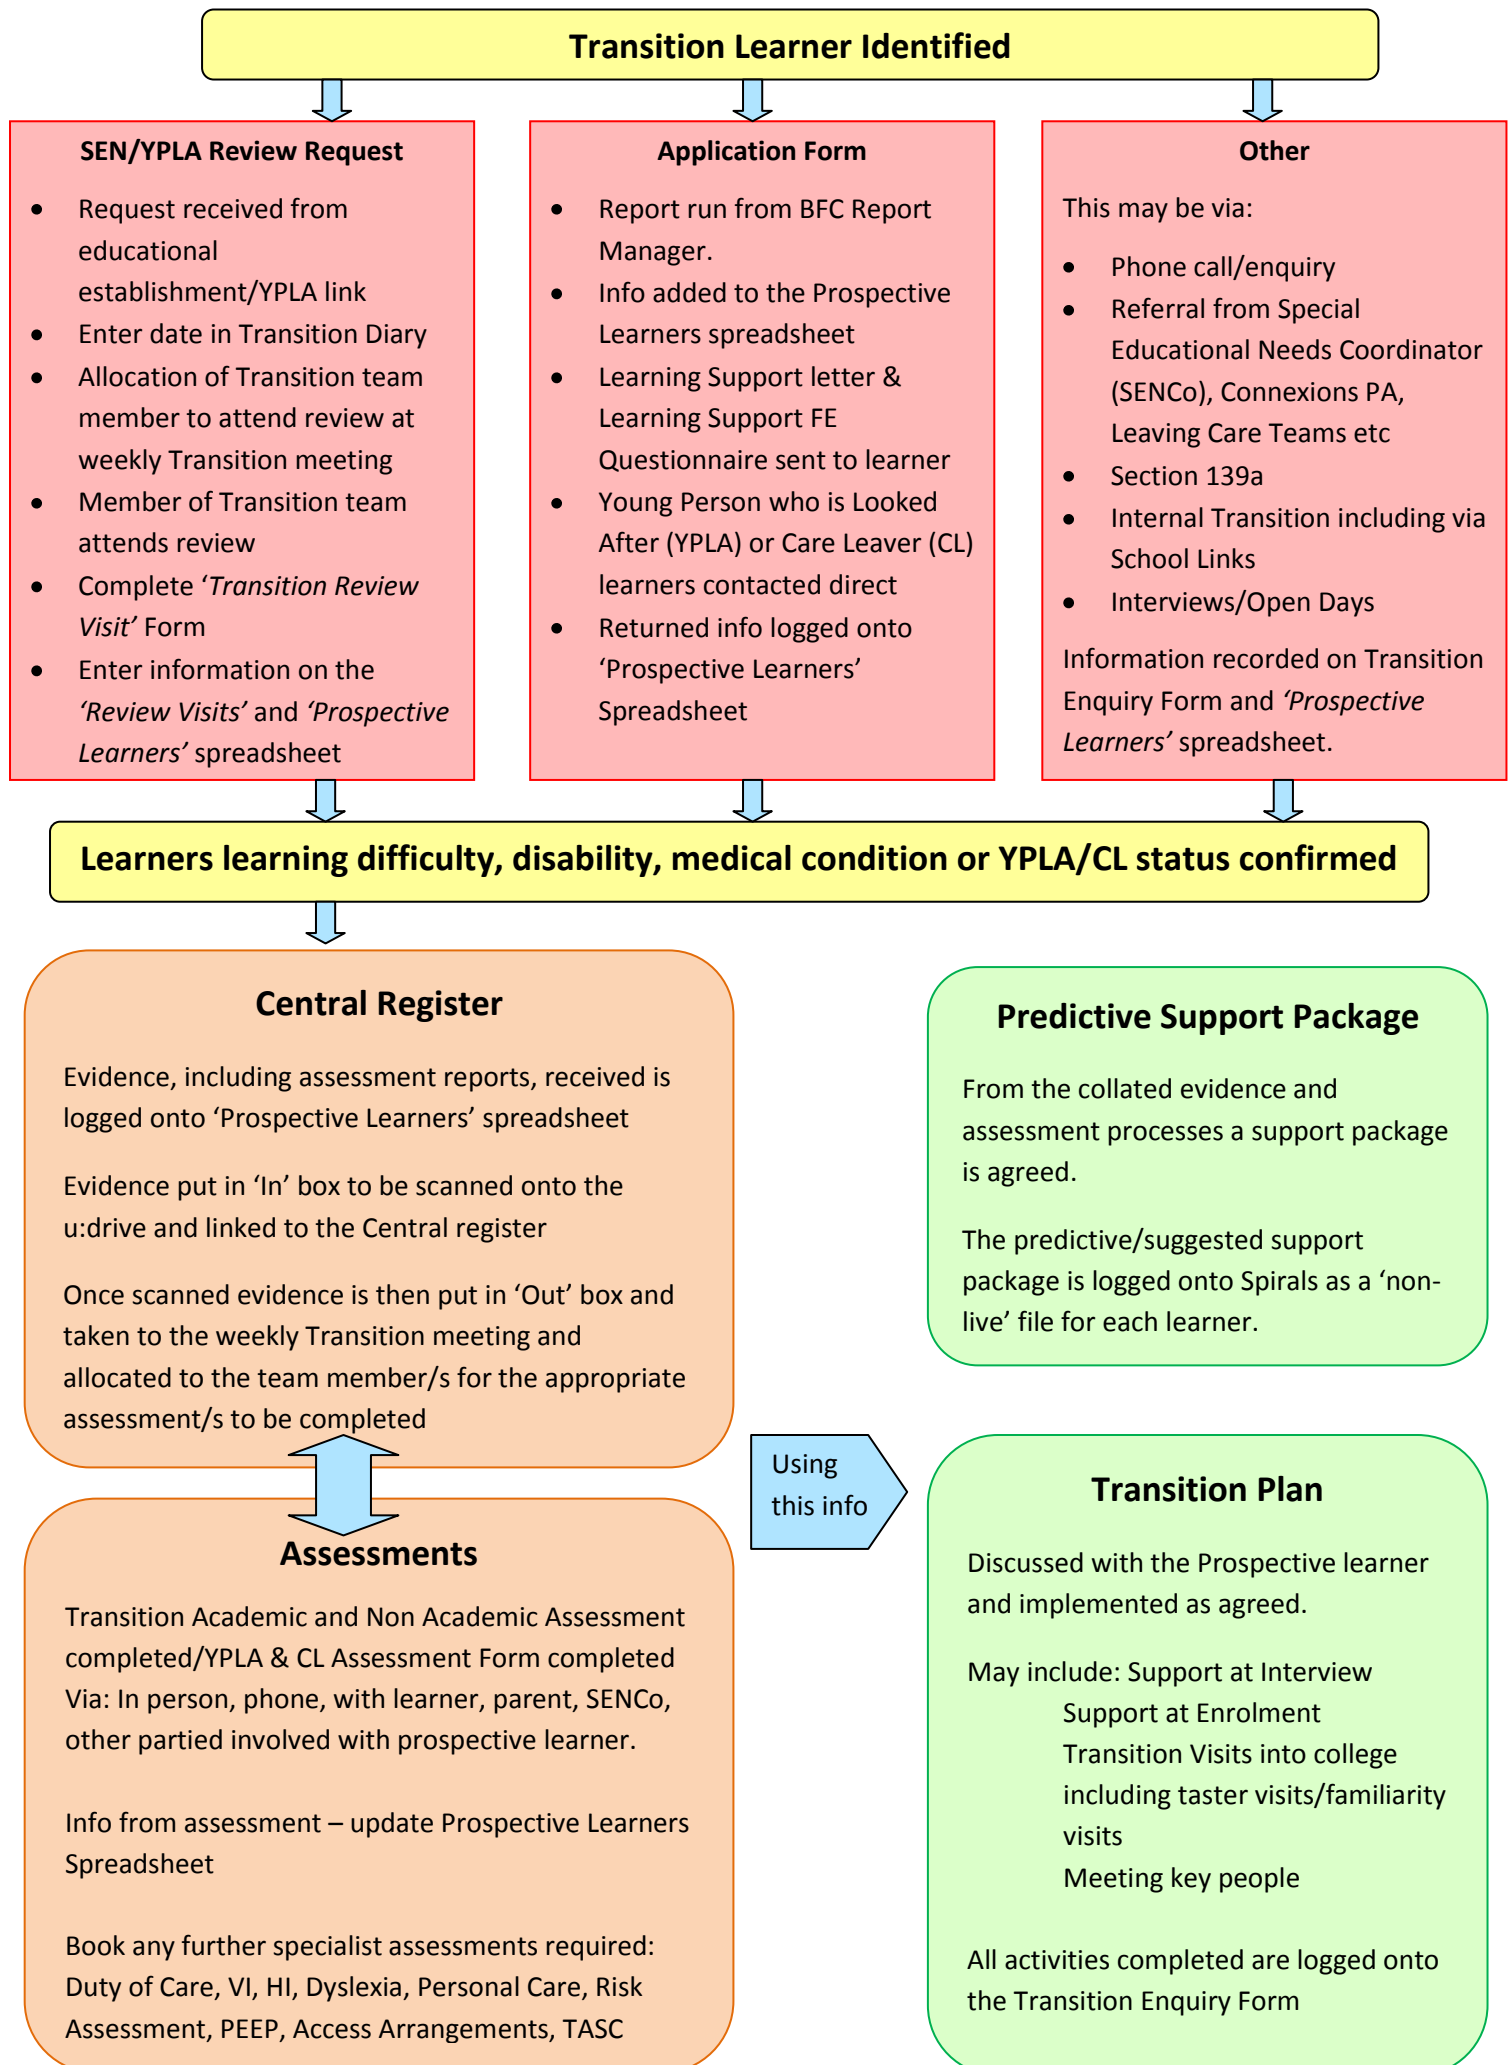 Transition Learner Identified
SEN/YPLA Review Request
• Request received from
educational
establishment/YPLA link
• Enter date in Transition Diary
• Allocation of Transition team
member to attend review at
weekly Transition meeting
• Member of Transition team
attends review
• Complete ‘Transition Review
Visit’ Form
• Enter information on the
‘Review Visits’ and ‘Prospective
Learners’ spreadsheet
Application Form
• Report run from BFC Report
Manager.
• Info added to the Prospective
Learners spreadsheet
• Learning Support letter &
Learning Support FE
Questionnaire sent to learner
• Young Person who is Looked
After (YPLA) or Care Leaver (CL)
learners contacted direct
• Returned info logged onto
‘Prospective Learners’
Spreadsheet
Other
This may be via:
• Phone call/enquiry
• Referral from Special
Educational Needs Coordinator
(SENCo), Connexions PA,
Leaving Care Teams etc
• Section 139a
• Internal Transition including via
School Links
• Interviews/Open Days
Information recorded on Transition
Enquiry Form and ‘Prospective
Learners’ spreadsheet.
Learners learning difficulty, disability, medical condition or YPLA/CL status confirmed
Central Register
Evidence, including assessment reports, received is
logged onto ‘Prospective Learners’ spreadsheet
Evidence put in ‘In’ box to be scanned onto the
u:drive and linked to the Central register
Once scanned evidence is then put in ‘Out’ box and
taken to the weekly Transition meeting and
allocated to the team member/s for the appropriate
assessment/s to be completed
Assessments
Transition Academic and Non Academic Assessment
completed/YPLA & CL Assessment Form completed
Via: In person, phone, with learner, parent, SENCo,
other partied involved with prospective learner.
Info from assessment – update Prospective Learners
Spreadsheet
Book any further specialist assessments required:
Duty of Care, VI, HI, Dyslexia, Personal Care, Risk
Assessment, PEEP, Access Arrangements, TASC
Using
this info
Predictive Support Package
From the collated evidence and
assessment processes a support package
is agreed.
The predictive/suggested support
package is logged onto Spirals as a ‘non-
live’ file for each learner.
Transition Plan
Discussed with the Prospective learner
and implemented as agreed.
May include: Support at Interview
Support at Enrolment
Transition Visits into college
including taster visits/familiarity
visits
Meeting key people
All activities completed are logged onto
the Transition Enquiry Form